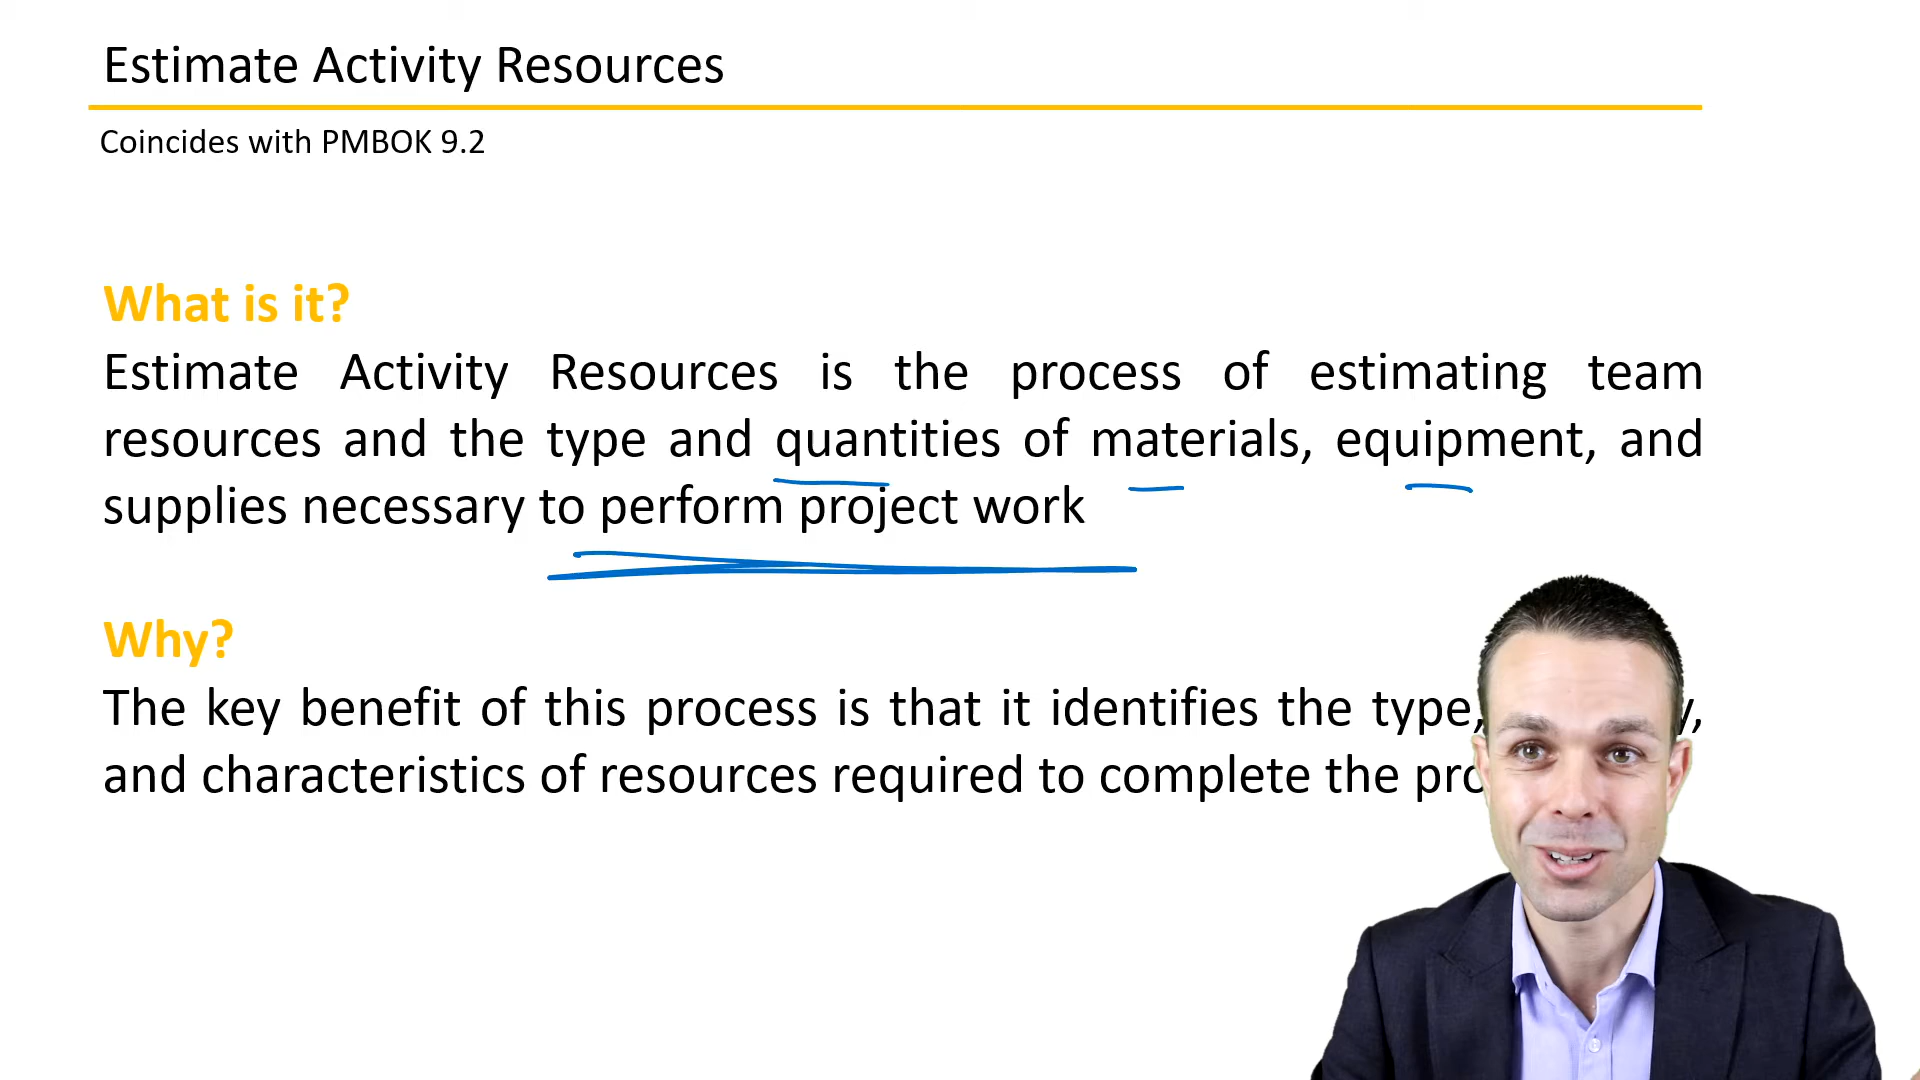 Estimate Activity Resources
Coincides with PMBOK 9.2
What is it?
Estimate Activity Resources is the process of estimating team
resources and the type and quantities of materials, equipment, and
supplies necessary to perform project work
Why?
The key benefit of this process is that it identifies the type,
and characteristics of resources required to complete the